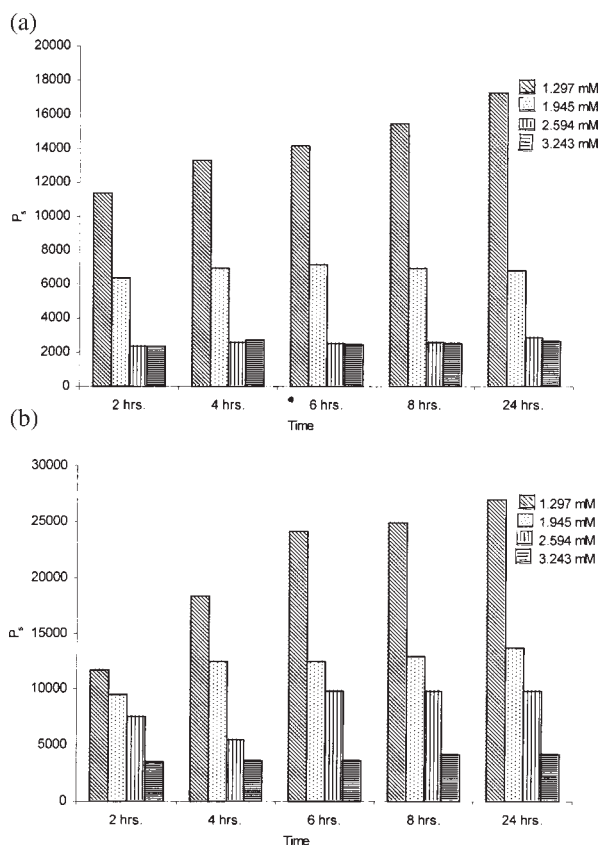 (a)
20000
18000
16000
14000
12000
10000
8000
6000
4000
2000
0
Ps
1.297 mM
1.945 mM
2.594 mM
3.243 mM
2 hrs.
4 hrs.
6 hrs.
8 hrs.
24 hrs.
Time
(b)
30000
25000
20000
15000
10000
5000
0
Ps
1.297 mM
1.945 mM
2.594 mM
3.243 mM
2 hrs.
4 hrs.
6 hrs.
8 hrs.
24 hrs.
Time